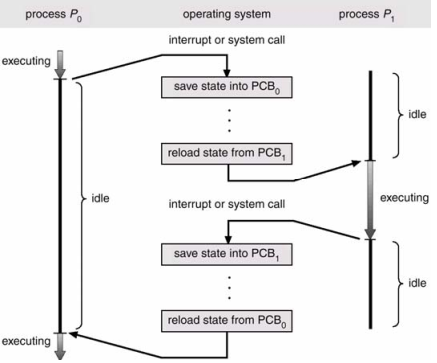 process P0 operating system process P1
interrupt or system call
executing
save state into PCB0
idle
reload state from PCB1
idle
interrupt or system call
executing
save state into PCB1
idle
reload state from PCB0
executing